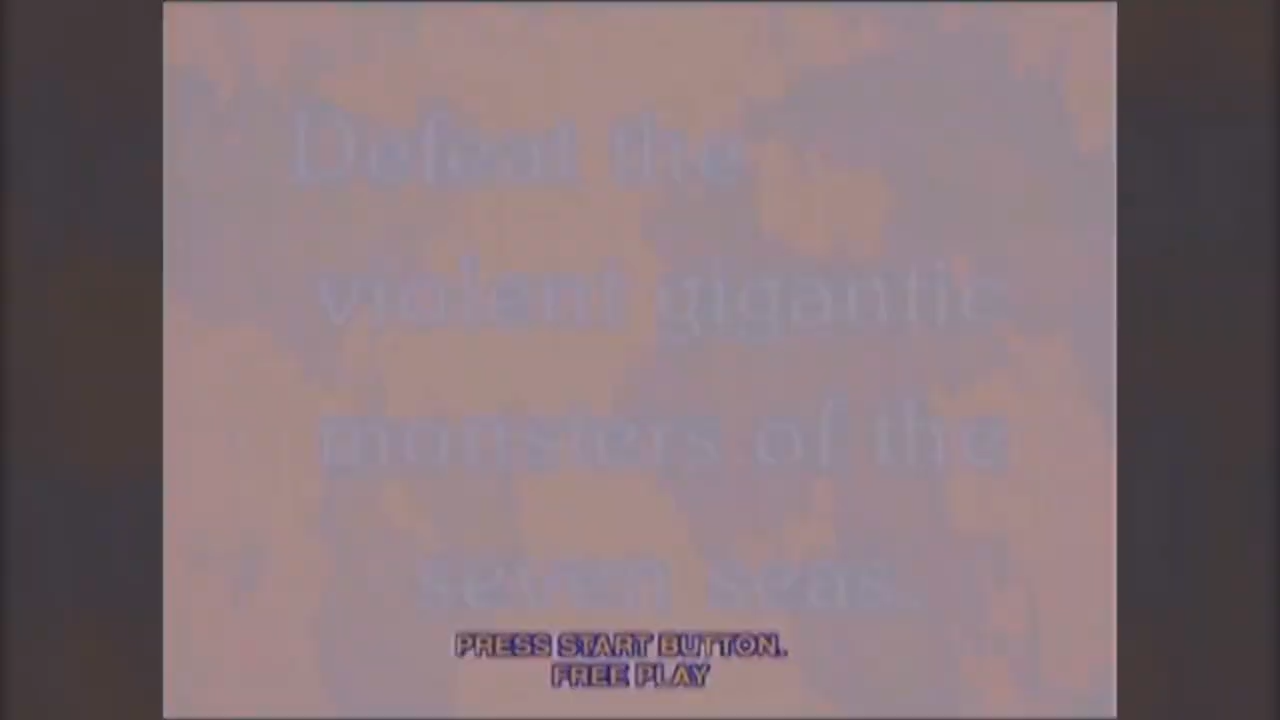 Defeat the
violent gigantic
monsters of the
seven seas.
PRESS START BUTTON.
FREE PLAY